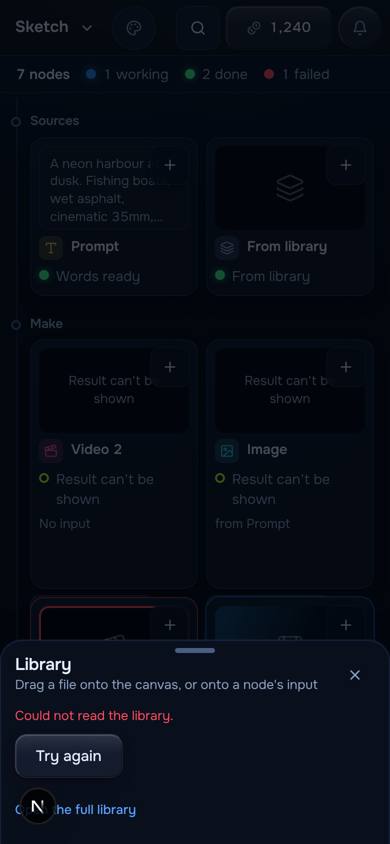 Sketch
1,240
7 nodes 1 working 2 done 1 failed
Sources
A neon harbour
dusk. Fishing
wet asphalt,
cinematic 35mm,...
Prompt
Words ready
From library
From library
Make
Result can't
shown
Video 2
Result can't be
shown
No input
Result can't
shown
Image
Result can't be
shown
from Prompt
Library
Drag a file onto the canvas, or onto a node's input
Could not read the library.
Try again
N
the full library